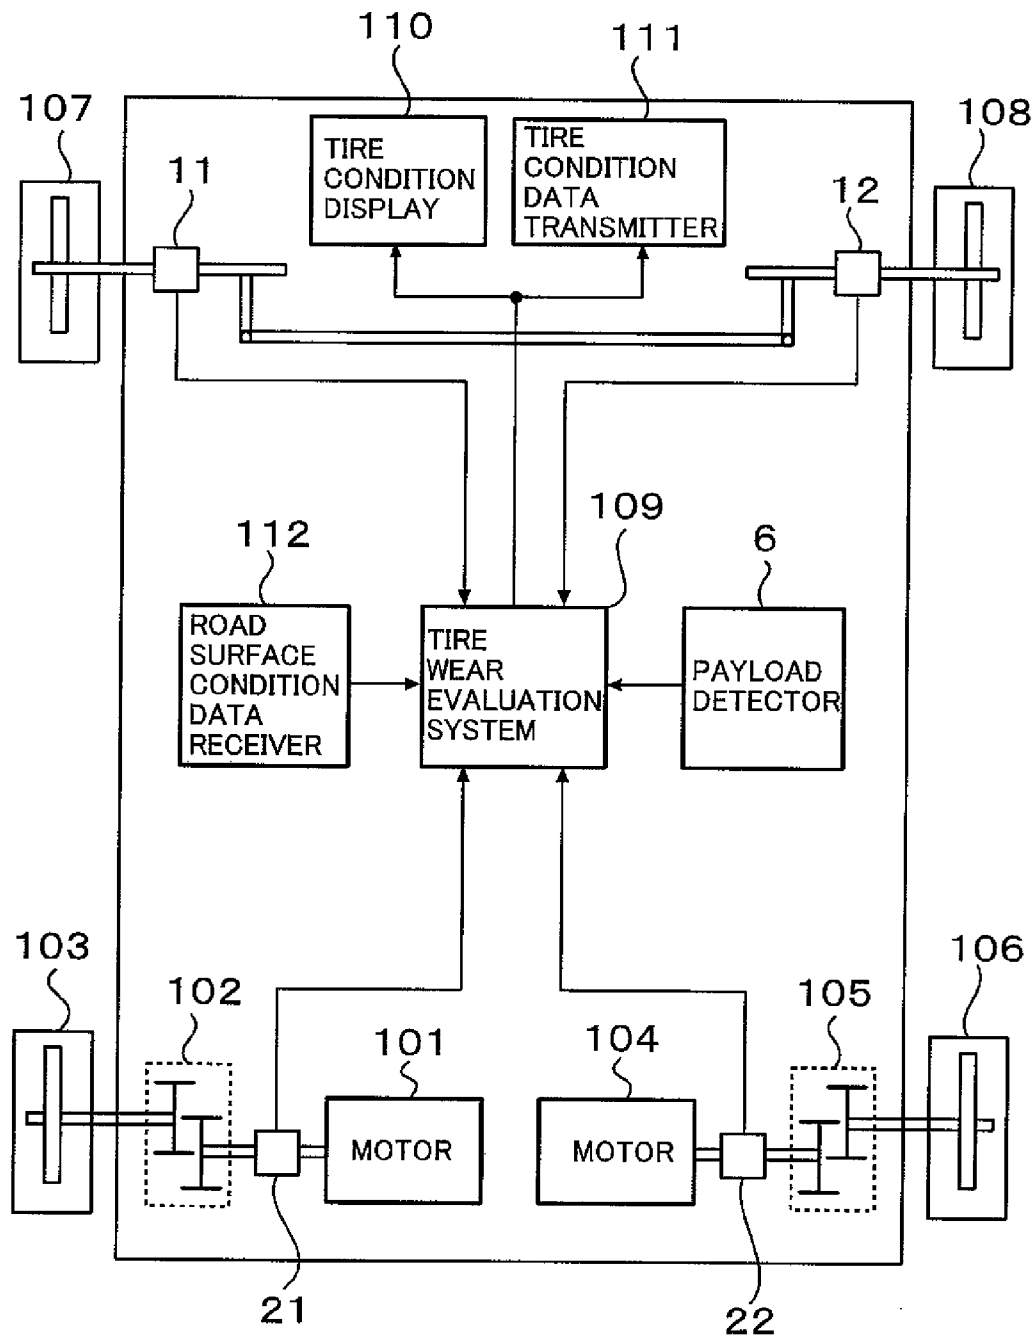 110
111
107
108
11
12
TIRE
CONDITION
DISPLAY
TIRE
CONDITION
DATA
TRANSMITTER
109
112
6
ROAD
SURFACE
CONDITION
DATA
RECEIVER
TIRE
WEAR
EVALUATION
SYSTEM
PAYLOAD
DETECTOR
103
106
102
105
101
104
MOTOR
MOTOR
21
22